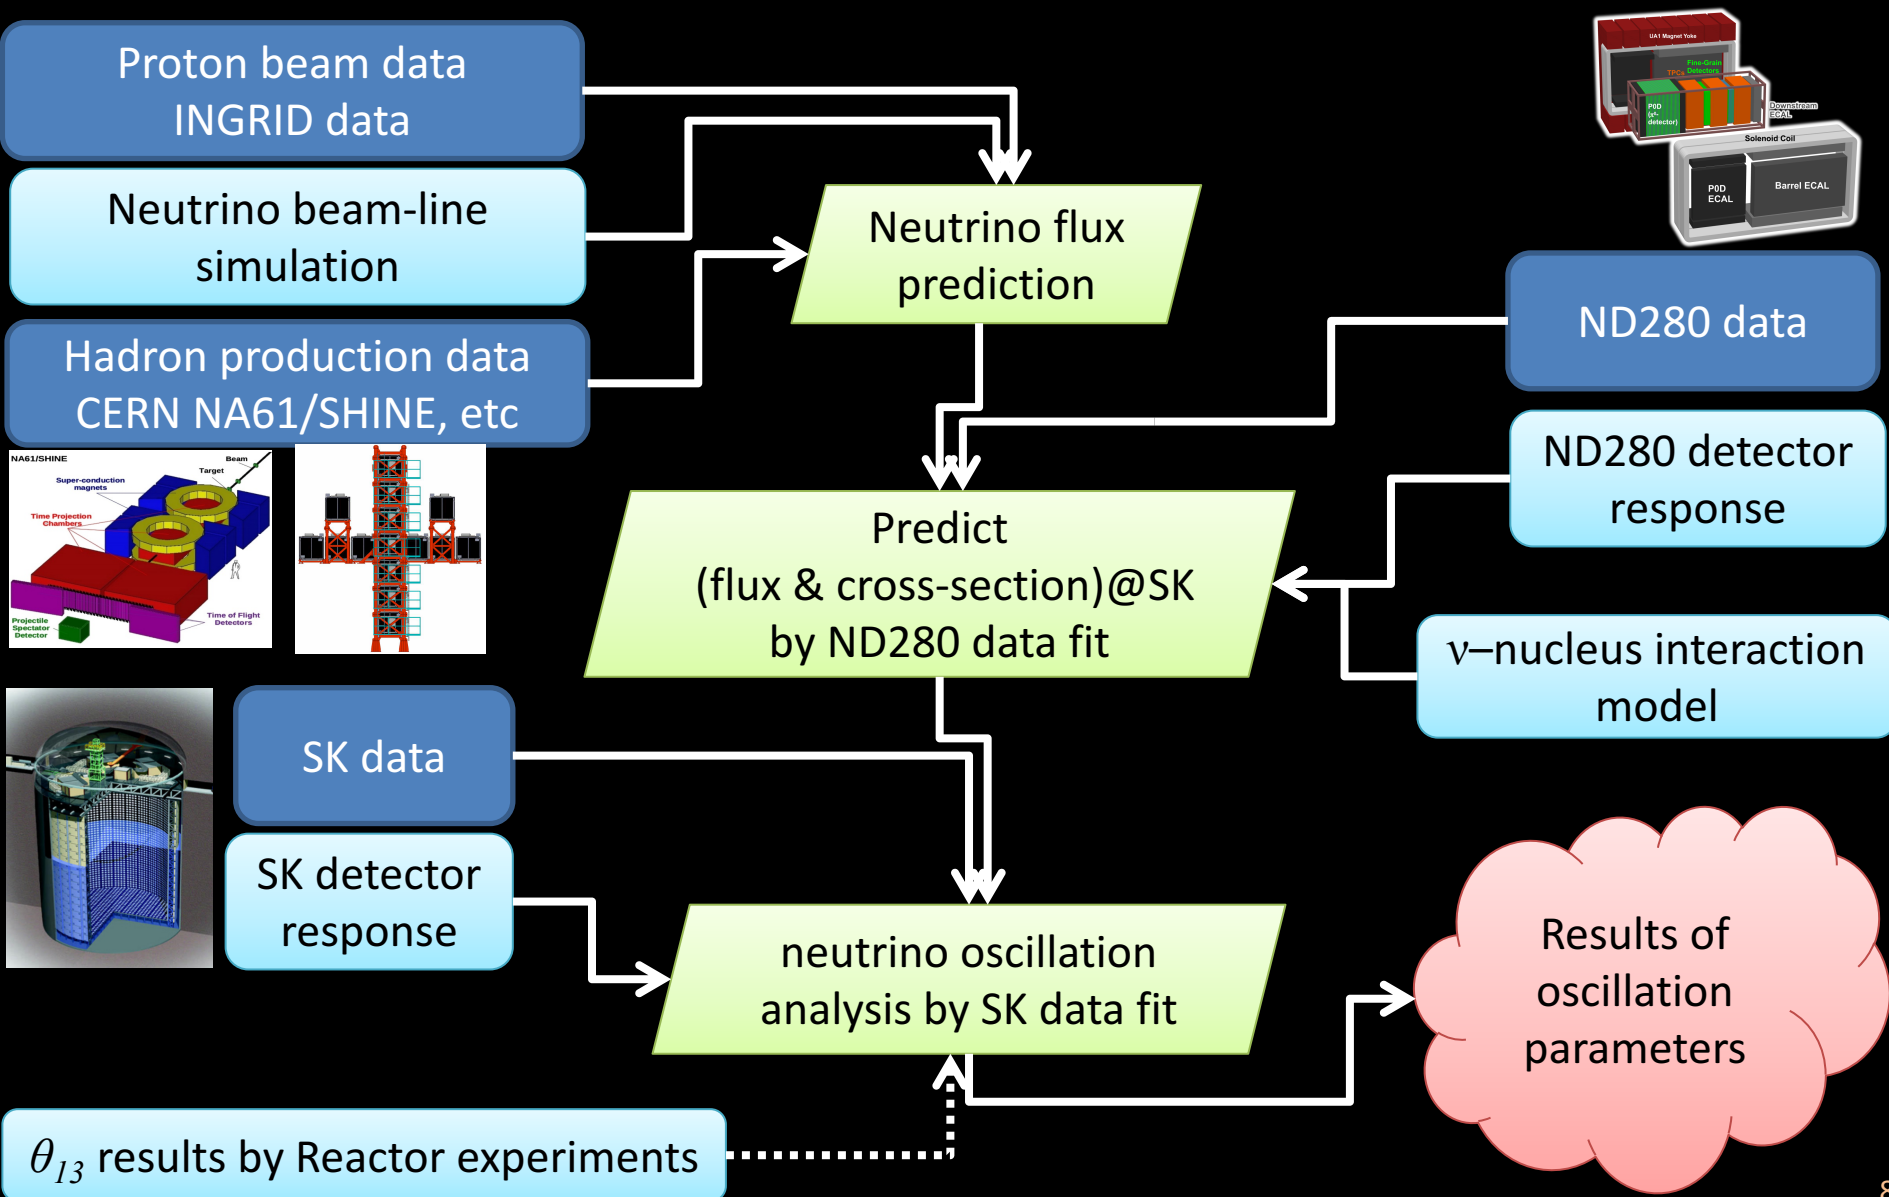 Proton beam data
INGRID data
Neutrino beam-line
simulation
Hadron production data
CERN NA61/SHINE, etc
Neutrino flux
prediction
UA1 Magnet Yoke
Fine-Grain
TPCs Detectors
P0D
(π⁰-
detector)
Downstream
ECAL
Solenoid Coil
P0D
ECAL
Barrel ECAL
ND280 data
ND280 detector
response
ν–nucleus interaction
model
Predict
(flux & cross-section)@SK
by ND280 data fit
NA61/SHINE
Beam
Target
Super-conduction
magnets
Time Projection
Chambers
Time of Flight
Detectors
Projectile
Spectator
Detector
SK data
SK detector
response
neutrino oscillation
analysis by SK data fit
Results of
oscillation
parameters
θ₁₃ results by Reactor experiments